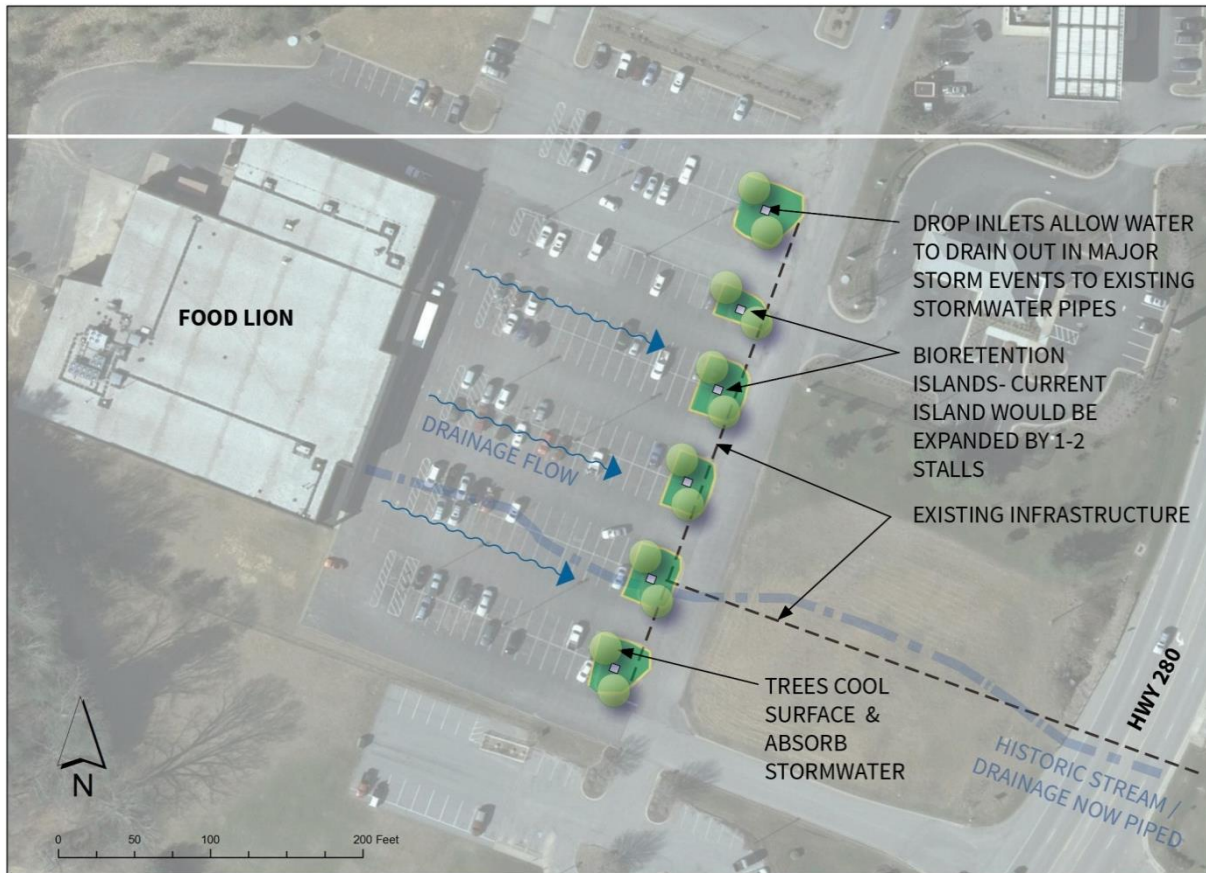 FOOD LION
DROP INLETS ALLOW WATER
TO DRAIN OUT IN MAJOR
STORM EVENTS TO EXISTING
STORMWATER PIPES
BIORETENTION
ISLANDS- CURRENT
ISLAND WOULD BE
EXPANDED BY 1-2
STALLS
DRAINAGE FLOW
EXISTING INFRASTRUCTURE
TREES COOL
SURFACE &
ABSORB
STORMWATER
HWY 280
HISTORIC STREAM /
DRAINAGE NOW PIPED
N
0 50 100 200 Feet